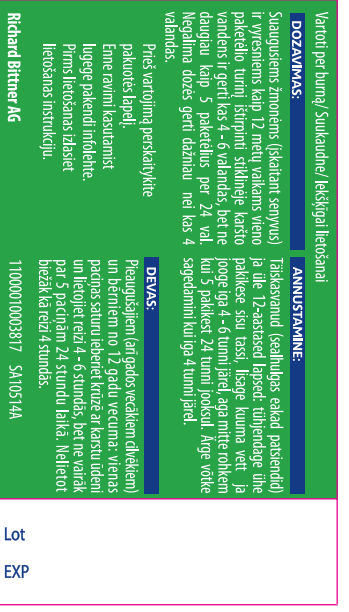 Vartoti per burną/ Suukaudne/ Iekšķīgai lietošanai
DOZAVIMAS:
Suaugusiems žmonėms (įskaitant senyvus)
ir vyresniems kaip 12 metų vaikams vieno
paketėlio turinį ištirpinti stiklinėje karšto
vandens ir gerti kas 4 - 6 valandas, bet ne
daugiau kaip 5 paketėlius per 24 val.
Negalima dozės gerti dažniau nei kas 4
valandas.
Prieš vartojimą perskaitykite
pakuotės lapelį.
Enne ravimi kasutamist
lugege pakendi infolehte.
Pirms lietošanas izlasiet
lietošanas instrukciju.
Richard Bittner AG
ANNUSTAMINE:
Täiskasvanud (sealhulgas eakad patsiendid)
ja üle 12-aastased lapsed: tühjendage ühe
pakikese sisu tassi, lisage kuuma vett ja
jooge iga 4 - 6 tunni järel, aga mitte rohkem
kui 5 pakikest 24 tunni jooksul. Ärge võtke
sagedamini kui iga 4 tunni järel.
DEVAS:
Pieaugušajiem (arī gados vecākiem cilvēkiem)
un bērniem no 12 gadu vecuma: vienas
paciņas saturu ieberiet krūzē ar karstu ūdeni
un lietojiet reizi 4 - 6 stundās, bet ne vairāk
par 5 paciņām 24 stundu laikā. Nelietot
biežāk kā reizi 4 stundās.
11000010003817 SA10514A
Lot
EXP